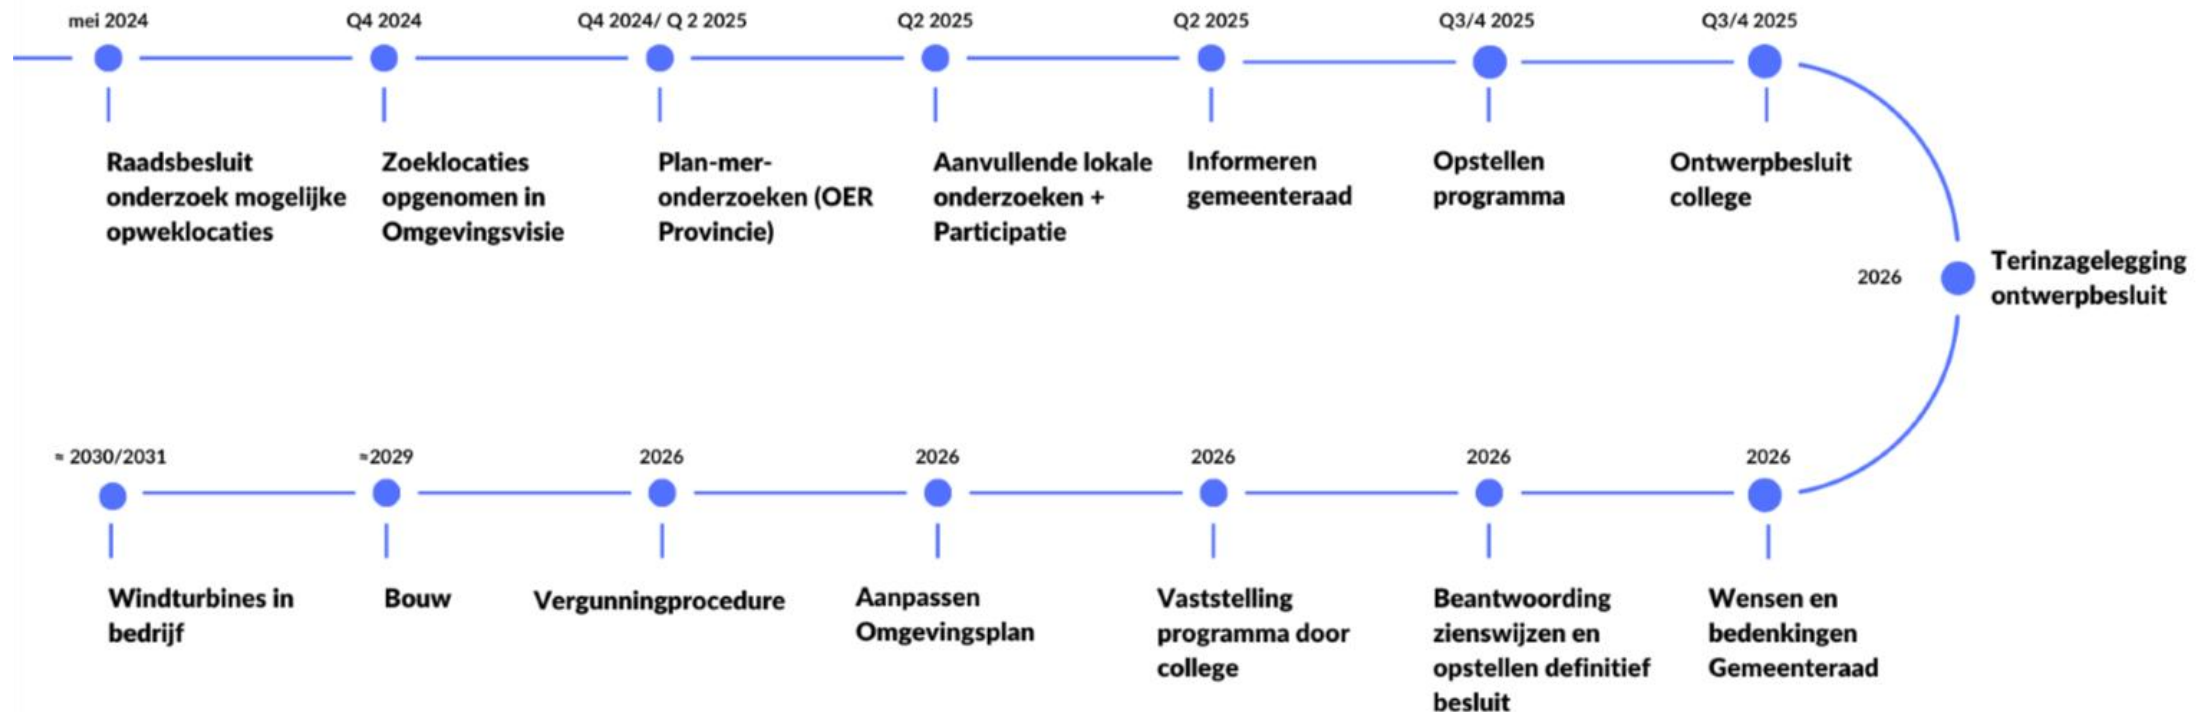 mei 2024
Q4 2024
Q4 2024/ Q 2 2025
Q2 2025
Q2 2025
Q3/4 2025
Q3/4 2025
Raadsbesluit
onderzoek mogelijke
opweklocaties
Zoeklocaties
opgenomen in
Omgevingsvisie
Plan-mer-
onderzoeken (OER
Provincie)
Aanvullende lokale
onderzoeken +
Participatie
Informeren
gemeenteraad
Opstellen
programma
Ontwerpbesluit
college
2026
Terinzagelegging
ontwerpbesluit
≈ 2030/2031
≈2029
2026
2026
2026
2026
2026
Windturbines in
bedrijf
Bouw
Vergunningprocedure
Aanpassen
Omgevingsplan
Vaststelling
programma door
college
Beantwoording
zienswijzen en
opstellen definitief
besluit
Wensen en
bedenkingen
Gemeenteraad